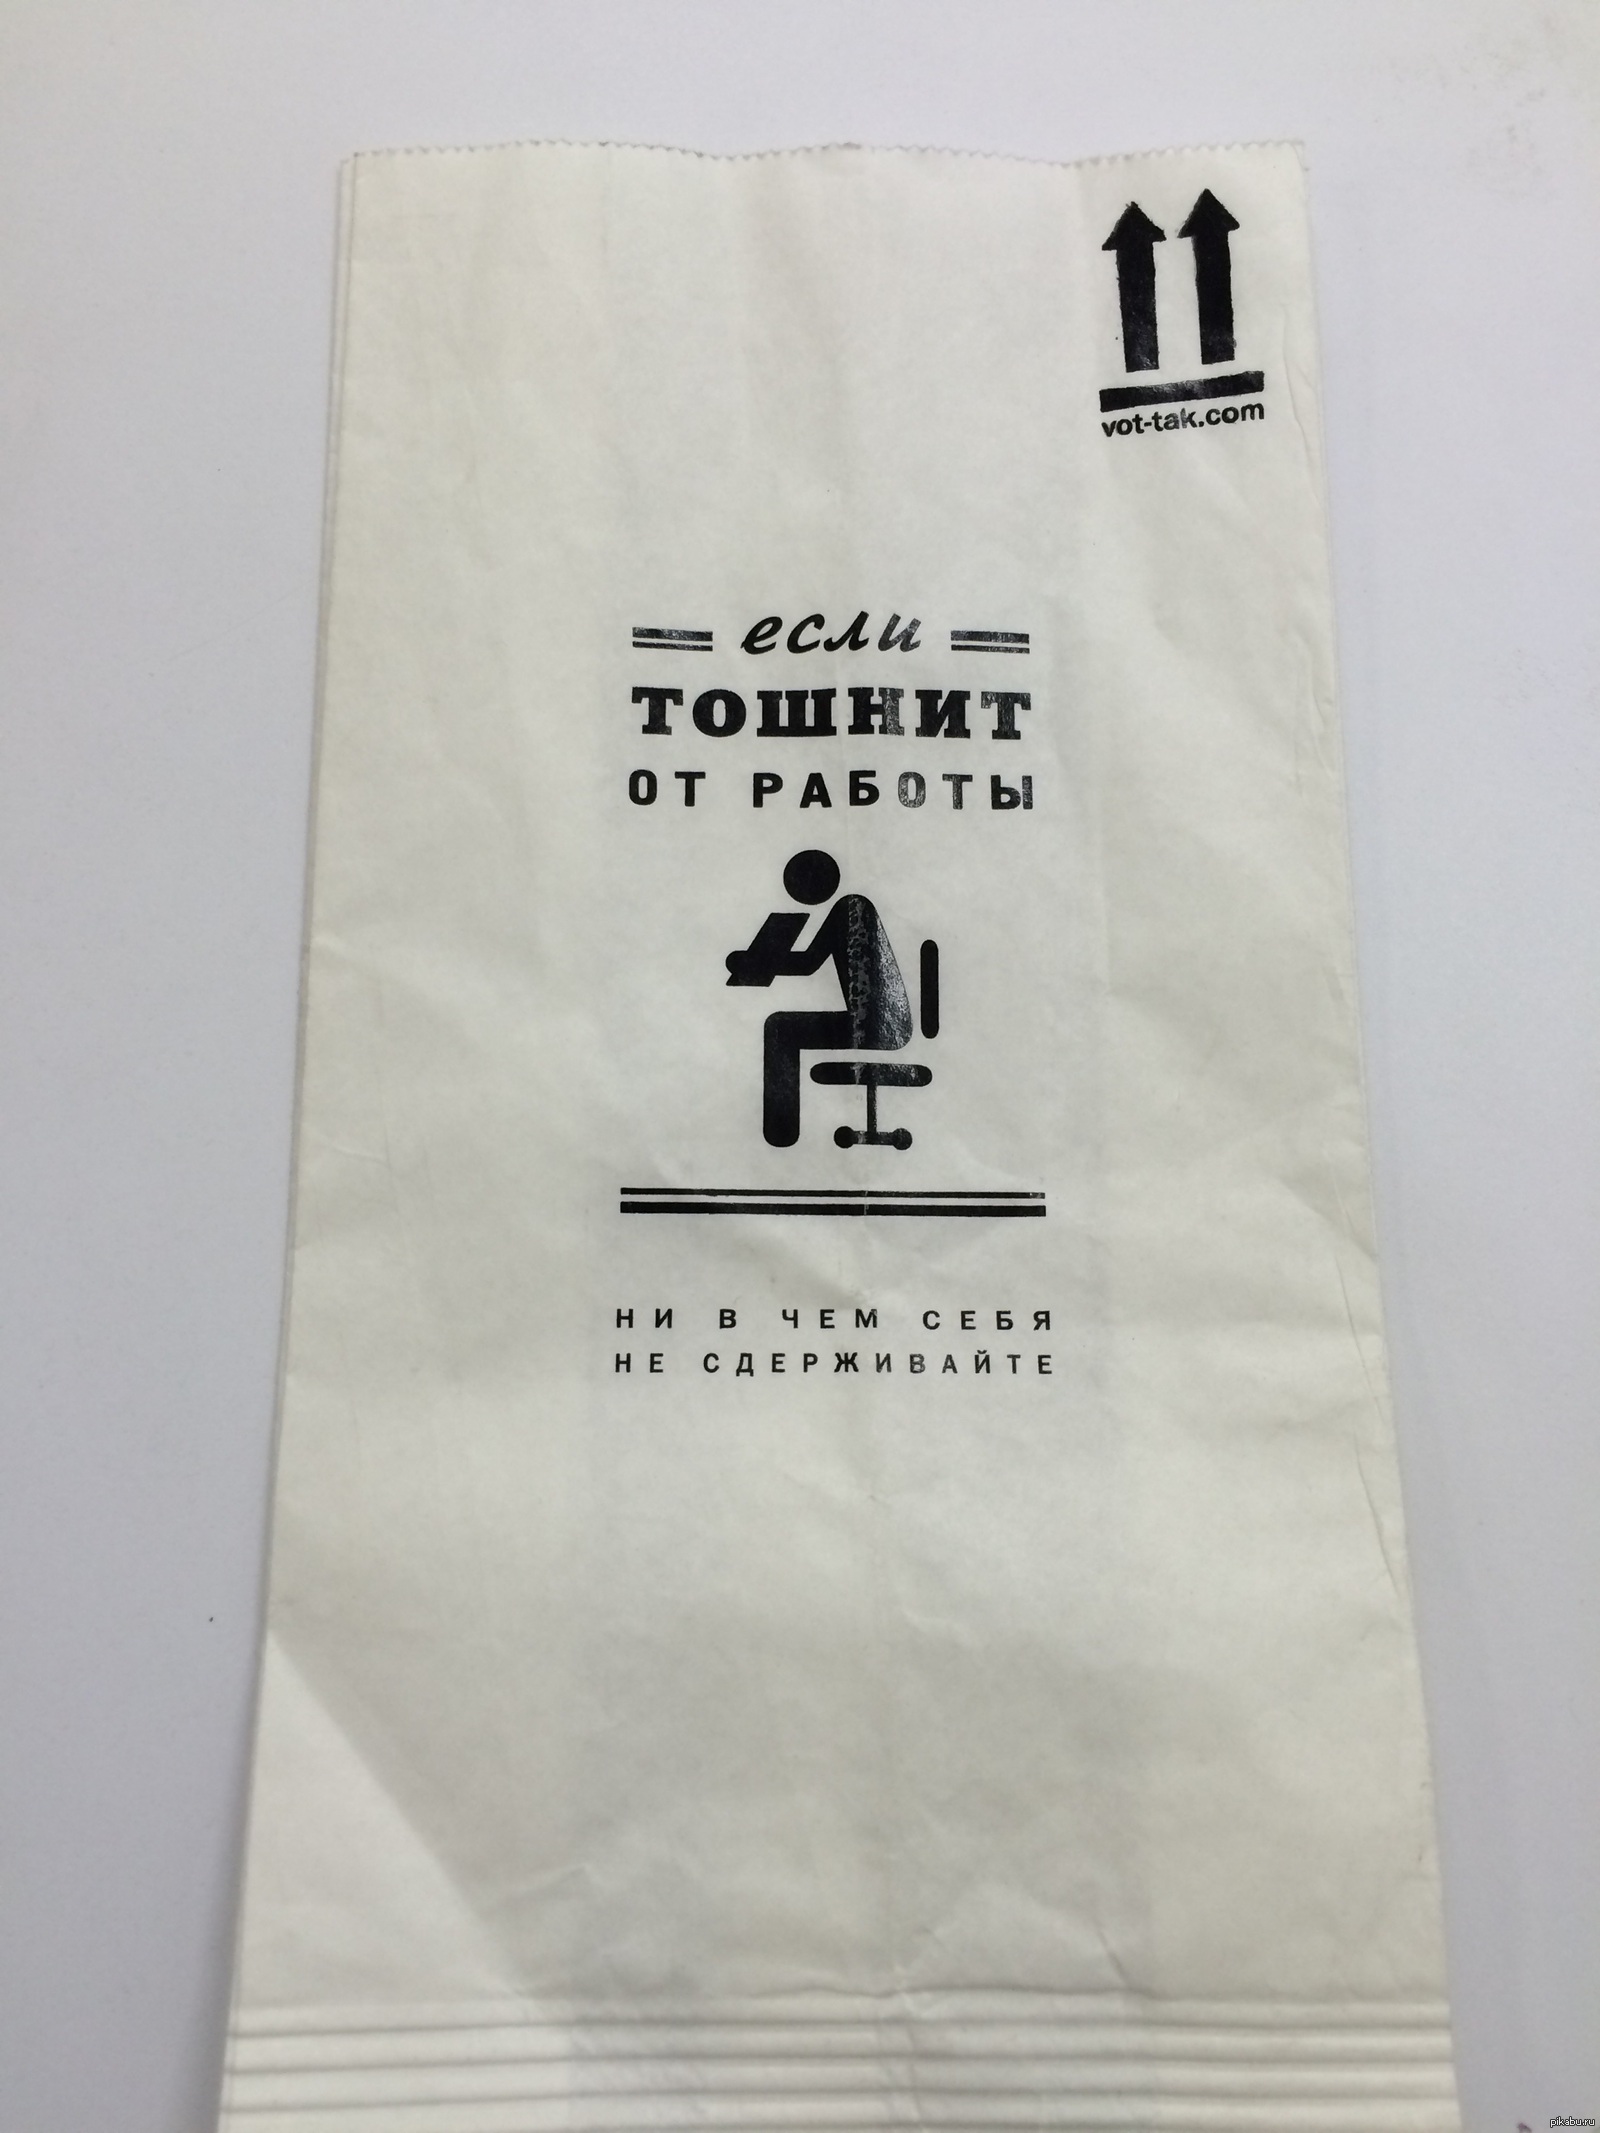 vot-tak.com
если
ТОШНИТ
ОТ РАБОТЫ
НИ В ЧЕМ СЕБЯ
НЕ СДЕРЖИВАЙТЕ
pikabu.ru